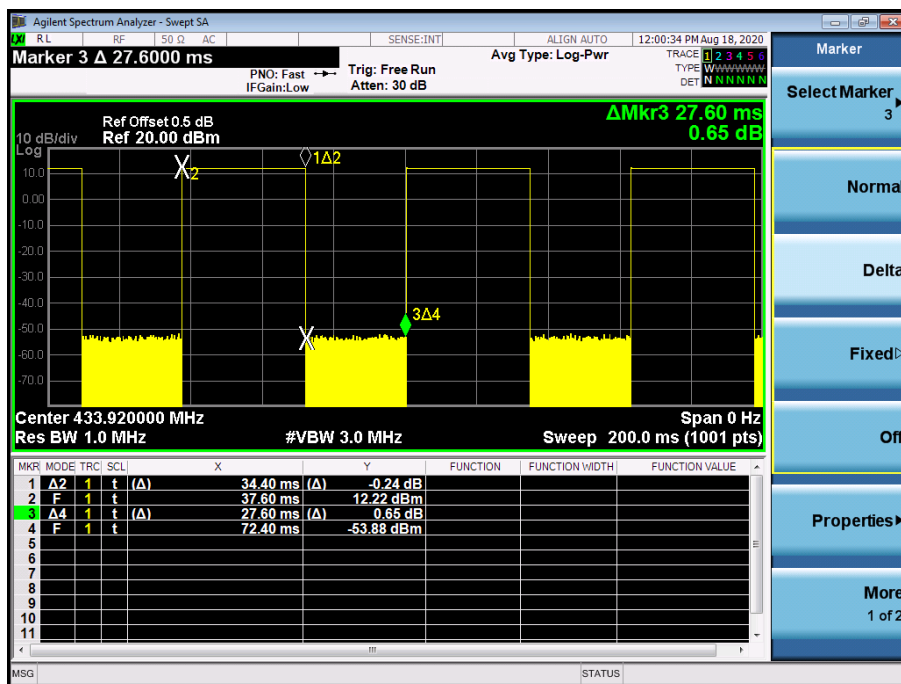 Agilent Spectrum Analyzer - Swept SA
LXI RL RF 50 Ω AC SENSE:INT ALIGN AUTO 12:00:34 PM Aug 18, 2020
Marker 3 Δ 27.6000 ms
PNO: Fast
IFGain:Low
Trig: Free Run
Atten: 30 dB
Avg Type: Log-Pwr
TRACE 1 2 3 4 5 6
TYPE WWWWWW
DET N N N N N N
ΔMkr3 27.60 ms
0.65 dB
Ref Offset 0.5 dB
10 dB/div Ref 20.00 dBm
Log
10.0
0.00
-10.0
-20.0
-30.0
-40.0
-50.0
-60.0
-70.0
2
1Δ2
3Δ4
Center 433.920000 MHz Span 0 Hz
Res BW 1.0 MHz #VBW 3.0 MHz Sweep 200.0 ms (1001 pts)
MKR MODE TRC SCL X Y FUNCTION FUNCTION WIDTH FUNCTION VALUE
1 Δ2 1 t (Δ) 34.40 ms (Δ) -0.24 dB
2 F 1 t 37.60 ms 12.22 dBm
3 Δ4 1 t (Δ) 27.60 ms (Δ) 0.65 dB
4 F 1 t 72.40 ms -53.88 dBm
5
6
7
8
9
10
11
MSG STATUS
Marker
Select Marker
3
Normal
Delta
Fixed
Off
Properties
More
1 of 2